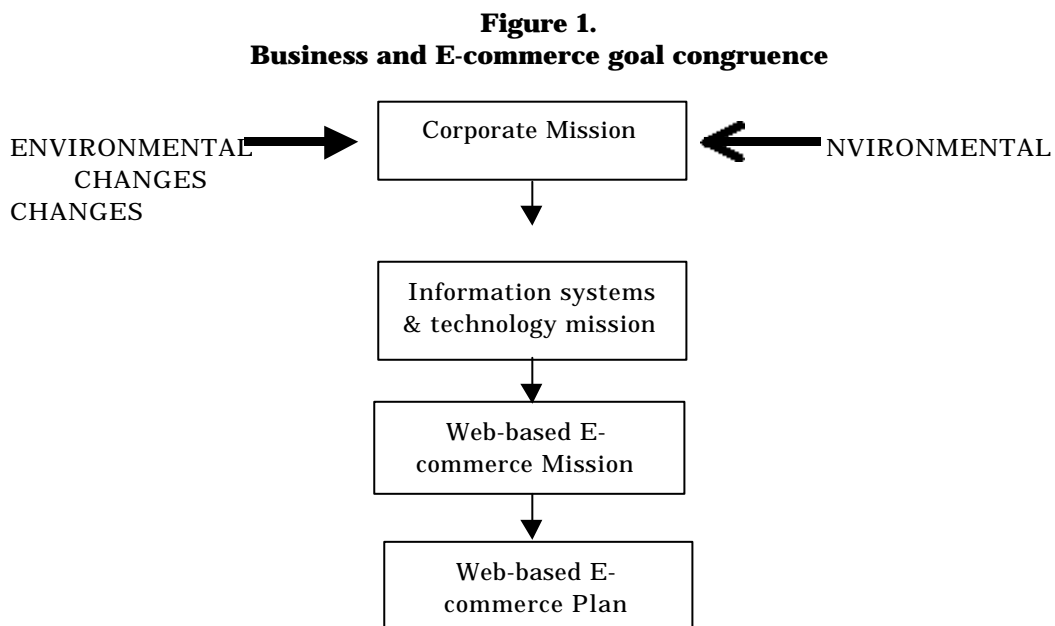 Figure 1.
Business and E-commerce goal congruence
Corporate Mission
ENVIRONMENTAL
NVIRONMENTAL
CHANGES
CHANGES
Information systems
& technology mission
Web-based E-
commerce Mission
Web-based E-
commerce Plan